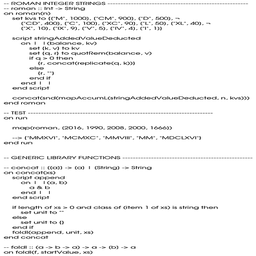 -- ROMAN INTEGER STRINGS ------------------------------------------------
-- roman :: Int -> String
on roman(n)
set kvs to {["M", 1000], ["CM", 900], ["D", 500], ¬
["CD", 400], ["C", 100], ["XC", 90], ["L", 50], ["XL", 40], ¬
["X", 10], ["IX", 9], ["V", 5], ["IV", 4], ["I", 1]}
script stringAddedValueDeducted
on |λ|(balance, kv)
set {k, v} to kv
set {q, r} to quotRem(balance, v)
if q > 0 then
{r, concat(replicate(q, k))}
else
{r, ""}
end if
end |λ|
end script
concat(snd(mapAccumL(stringAddedValueDeducted, n, kvs)))
end roman
-- TEST ------------------------------------------------
on run
map(roman, [2016, 1990, 2008, 2000, 1666])
--> {"MMXVI", "MCMXC", "MMVIII", "MM", "MDCLXVI"}
end run
-- GENERIC LIBRARY FUNCTIONS ------------------------------------------------
-- concat :: [[a]] -> [a] | [String] -> String
on concat(xs)
script append
on |λ|(a, b)
a & b
end |λ|
end script
if length of xs > 0 and class of (item 1 of xs) is string then
set unit to ""
else
set unit to {}
end if
foldl(append, unit, xs)
end concat
-- foldl :: (a -> b -> a) -> a -> [b] -> a
on foldl(f, startValue, xs)